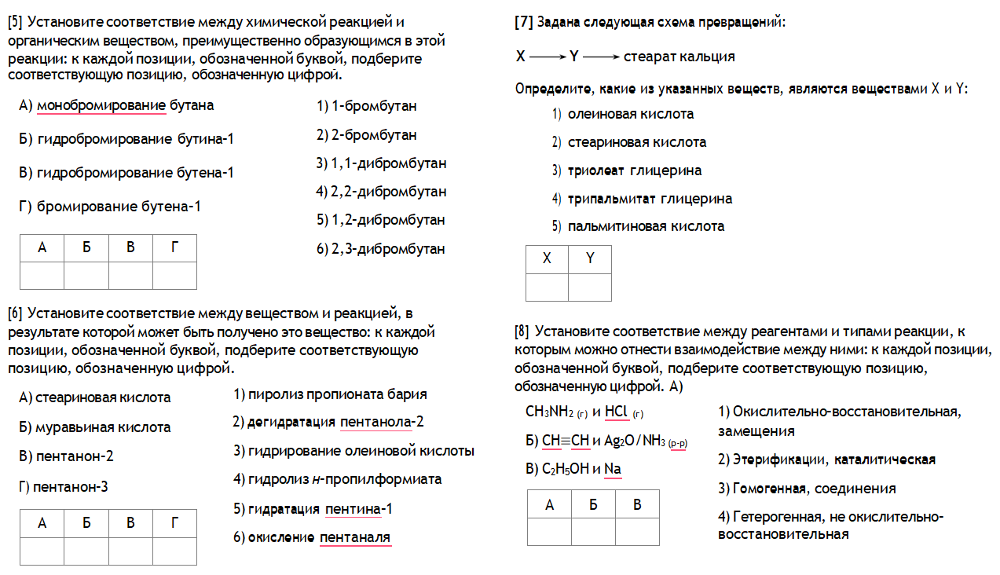 [5] Установите соответствие между химической реакцией и
органическим веществом, преимущественно образующимся в этой
реакции: к каждой позиции, обозначенной буквой, подберите
соответствующую позицию, обозначенную цифрой.
А) монобромирование бутана
Б) гидробромирование бутина-1
В) гидробромирование бутена-1
Г) бромирование бутена-1
1) 1-бромбутан
2) 2-бромбутан
3) 1,1-дибромбутан
4) 2,2-дибромбутан
5) 1,2-дибромбутан
6) 2,3-дибромбутан
А Б В Г
[6] Установите соответствие между веществом и реакцией, в
результате которой может быть получено это вещество: к каждой
позиции, обозначенной буквой, подберите соответствующую
позицию, обозначенную цифрой.
А) стеариновая кислота
Б) муравьиная кислота
В) пентанон-2
Г) пентанон-3
1) пиролиз пропионата бария
2) дегидратация пентанола-2
3) гидрирование олеиновой кислоты
4) гидролиз н-пропилформиата
5) гидратация пентина-1
6) окисление пентаналя
А Б В Г
[7] Задана следующая схема превращений:
X ⟶ Y ⟶ стеарат кальция
Определите, какие из указанных веществ, являются веществами X и Y:
1) олеиновая кислота
2) стеариновая кислота
3) триолеат глицерина
4) трипальмитат глицерина
5) пальмитиновая кислота
X Y
[8] Установите соответствие между реагентами и типами реакции, к
которым можно отнести взаимодействие между ними: к каждой позиции,
обозначенной буквой, подберите соответствующую позицию,
обозначенную цифрой. А)
CH3NH2 (г) и HCl (г)
Б) CH≡CH и Ag2O/NH3 (р-р)
В) C2H5OH и Na
1) Окислительно-восстановительная,
замещения
2) Этерификации, каталитическая
3) Гомогенная, соединения
4) Гетерогенная, не окислительно-
восстановительная
А Б В